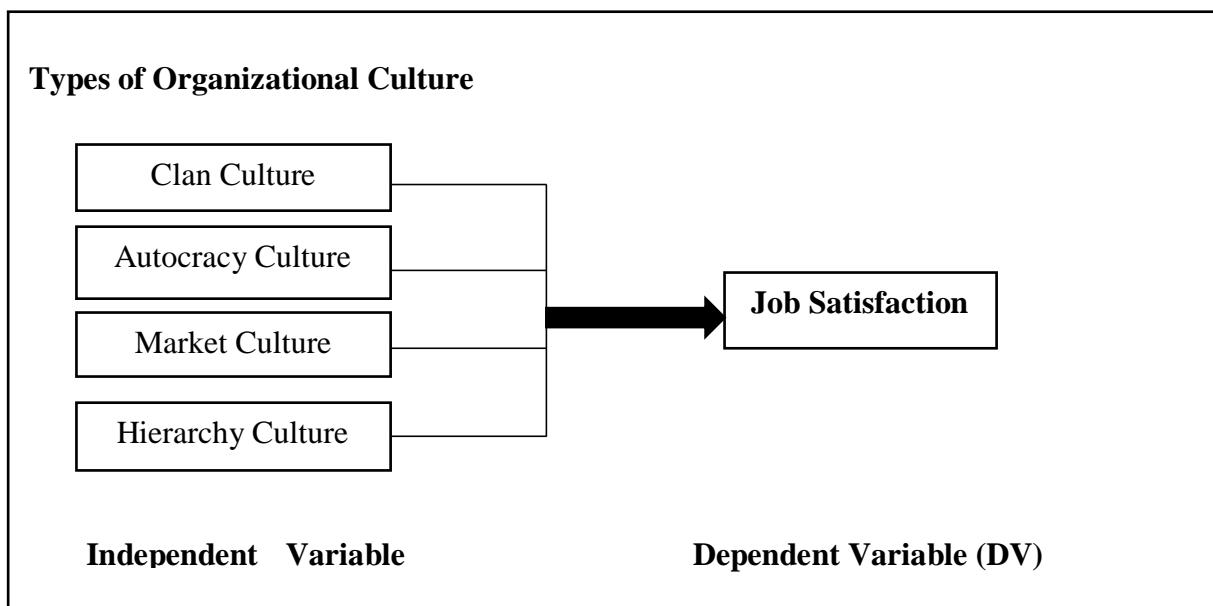 Types of Organizational Culture
Clan Culture
Autocracy Culture
Market Culture
Hierarchy Culture
Job Satisfaction
Independent Variable
Dependent Variable (DV)